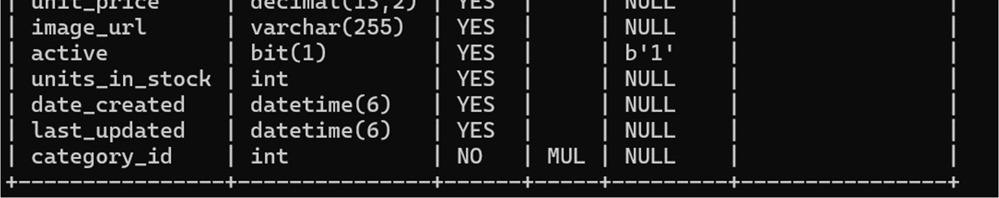 | unit_price     | decimal(13,2) | YES  |     | NULL    |                |
| image_url      | varchar(255)  | YES  |     | NULL    |                |
| active         | bit(1)        | YES  |     | b'1'    |                |
| units_in_stock | int           | YES  |     | NULL    |                |
| date_created   | datetime(6)   | YES  |     | NULL    |                |
| last_updated   | datetime(6)   | YES  |     | NULL    |                |
| category_id    | int           | NO   | MUL | NULL    |                |
+----------------+---------------+------+-----+---------+----------------+